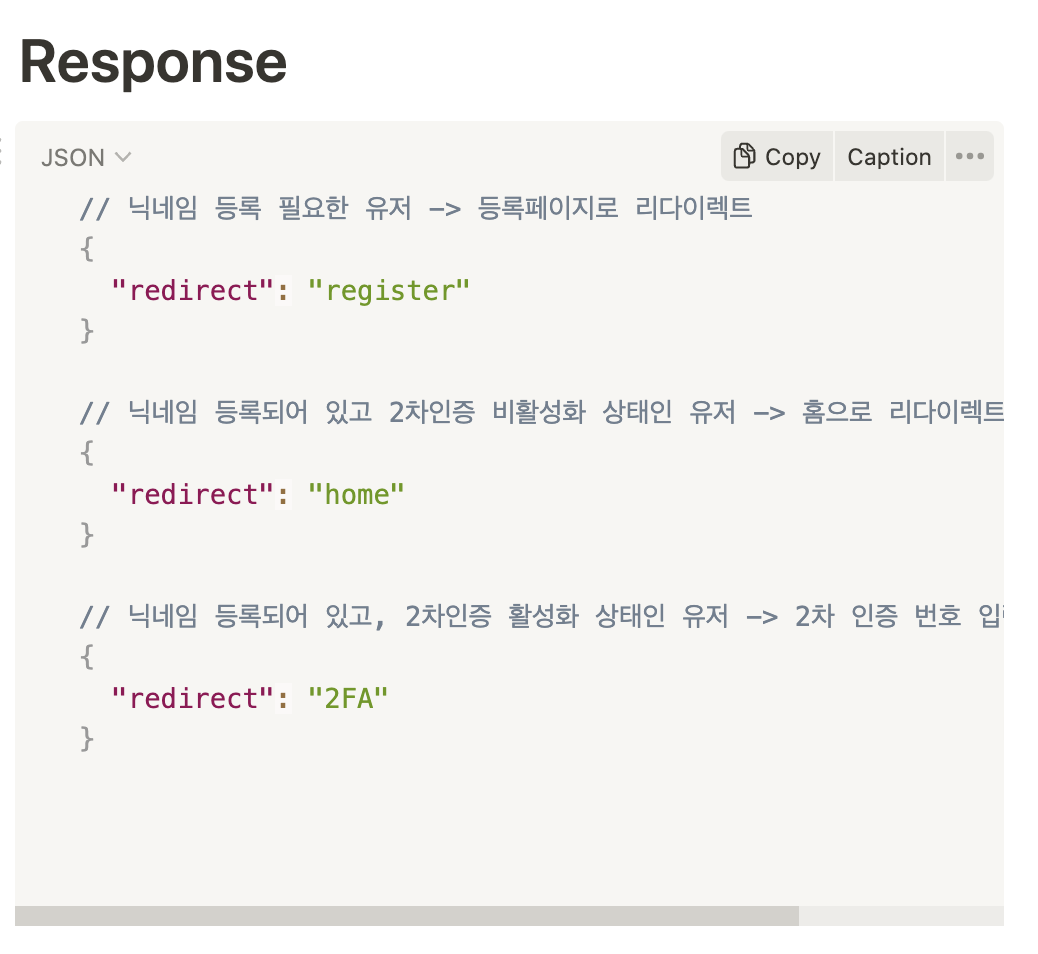 Response
JSON
Copy Caption
// 닉네임 등록 필요한 유저 -> 등록페이지로 리다이렉트
{
"redirect": "register"
}
// 닉네임 등록되어 있고 2차인증 비활성화 상태인 유저 -> 홈으로 리다이렉트
{
"redirect": "home"
}
// 닉네임 등록되어 있고, 2차인증 활성화 상태인 유저 -> 2차 인증 번호
{
"redirect": "2FA"
}